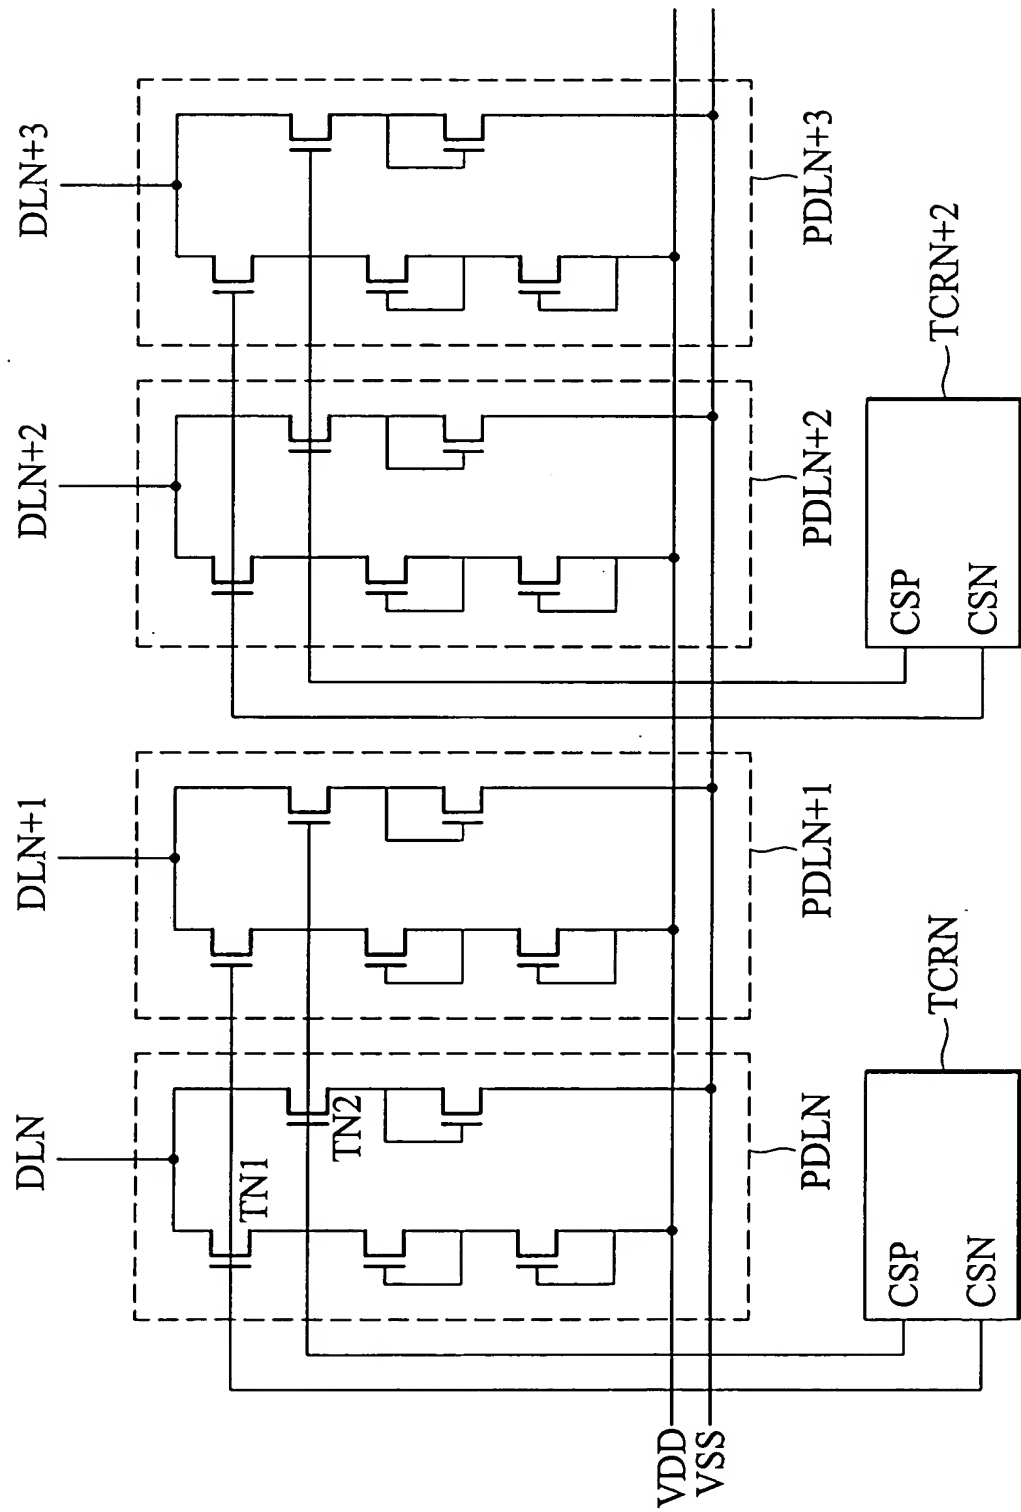 DLN
DLN+1
DLN+2
DLN+3
TN1
TN2
VDD
VSS
PDLN
PDLN+1
PDLN+2
PDLN+3
CSP
CSN
TCRN
CSP
CSN
TCRN+2